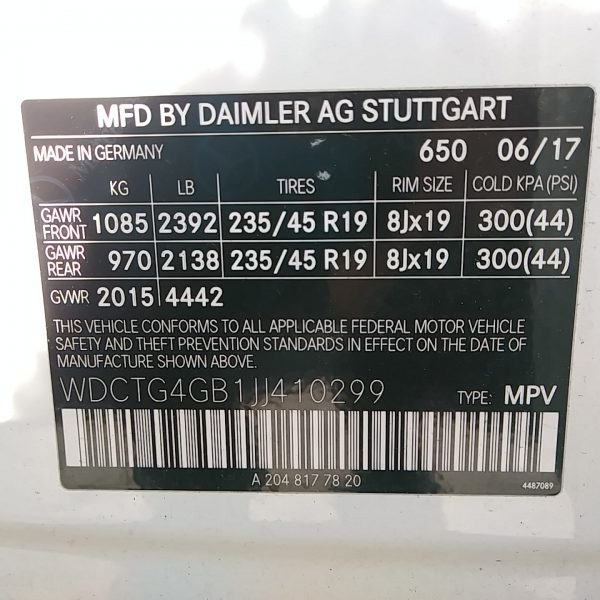 MFD BY DAIMLER AG STUTTGART
MADE IN GERMANY 650 06/17
KG LB TIRES RIM SIZE COLD KPA (PSI)
GAWR FRONT 1085 2392 235/45 R19 8Jx19 300(44)
GAWR REAR 970 2138 235/45 R19 8Jx19 300(44)
GVWR 2015 4442
THIS VEHICLE CONFORMS TO ALL APPLICABLE FEDERAL MOTOR VEHICLE
SAFETY AND THEFT PREVENTION STANDARDS IN EFFECT ON THE DATE
OF MANUFACTURE SHOWN ABOVE.
WDCTG4GB1JJ410299 TYPE: MPV
A 204 817 78 20
4487089